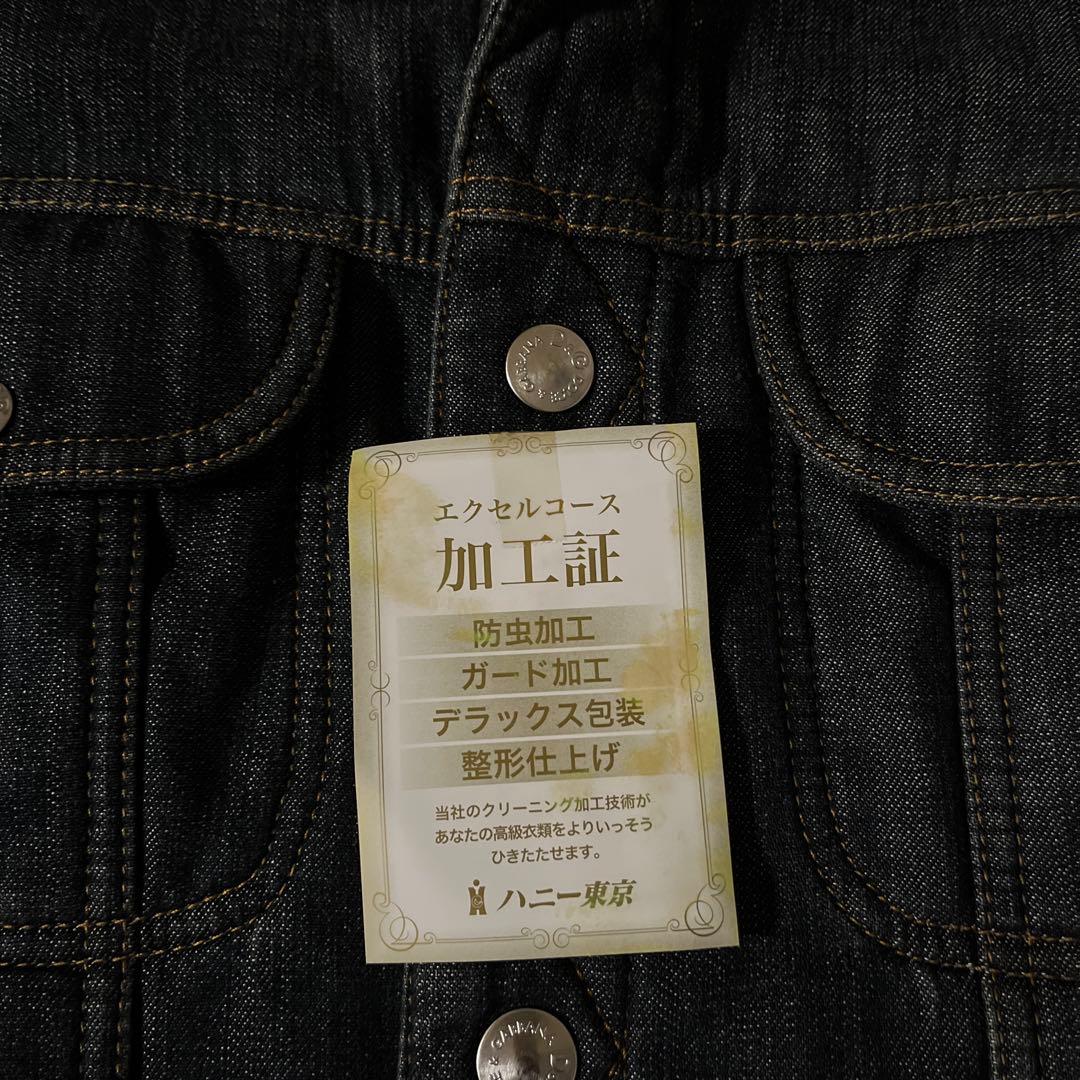 D&G DOLCE & GABBANA
エクセルコース
加工証
防虫加工
ガード加工
デラックス包装
整形仕上げ
当社のクリーニング加工技術が
あなたの高級衣類をよりいっそう
ひきたたせます。
ハニー東京
& GABBANA D